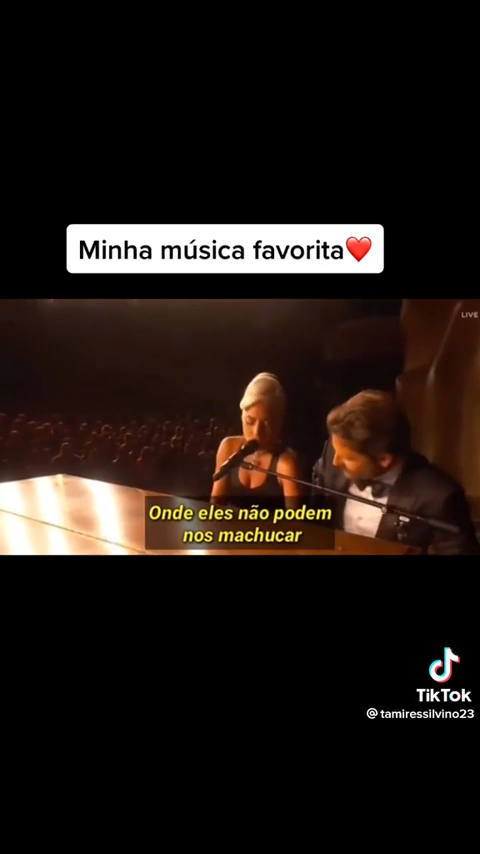 Minha música favorita❤️
LIVE
Onde eles não podem
nos machucar
TikTok
@tamiressilvino23